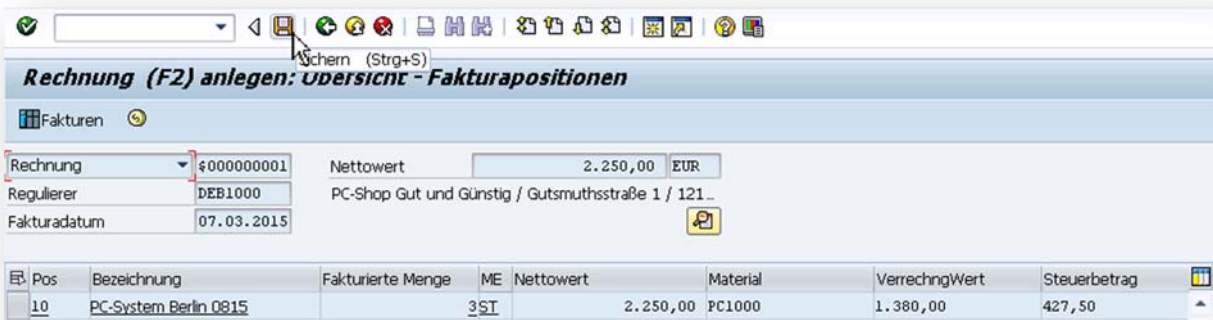 Sichern (Strg+S)
Rechnung (F2) anlegen: Übersicht - Fakturapositionen
Fakturen
Rechnung $000000001 Nettowert 2.250,00 EUR
Regulierer DEB1000 PC-Shop Gut und Günstig / Gutsmuthsstraße 1 / 121…
Fakturadatum 07.03.2015
Pos Bezeichnung Fakturierte Menge ME Nettowert Material VerrechngWert Steuerbetrag
10 PC-System Berlin 0815 3 ST 2.250,00 PC1000 1.380,00 427,50